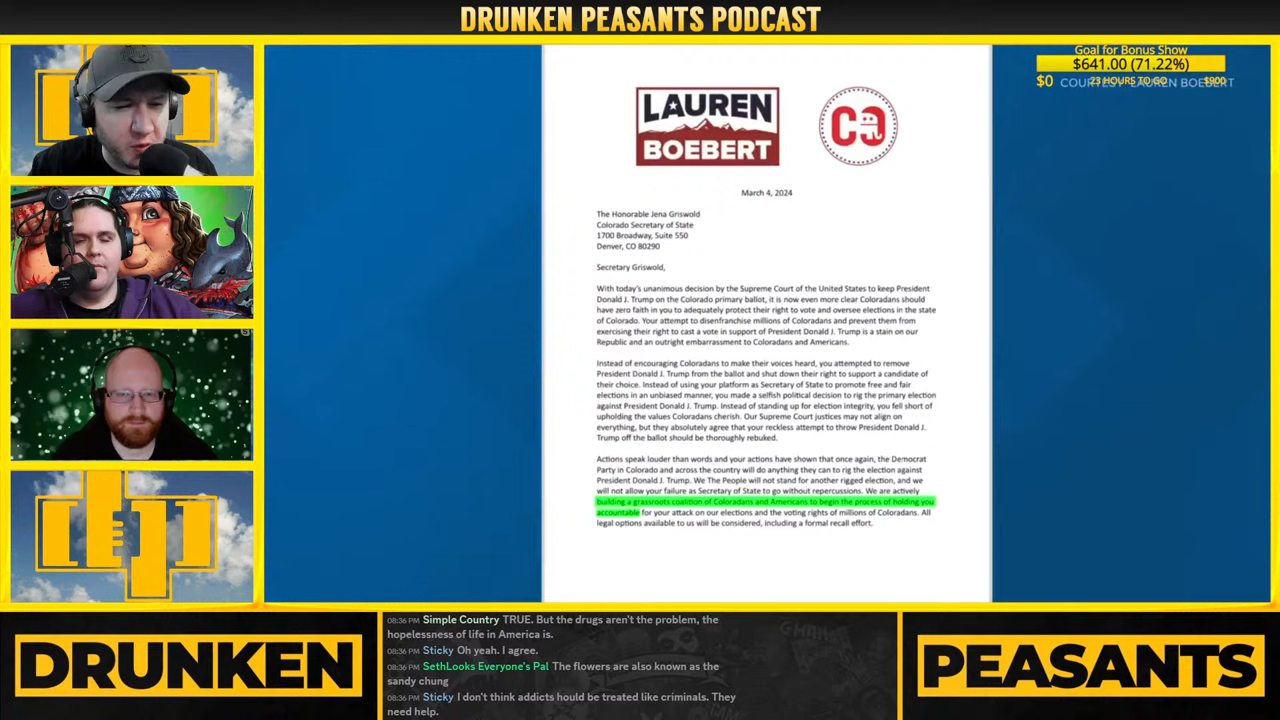 DRUNKEN PEASANTS PODCAST
Goal for Bonus Show
$641.00 (71.22%)
$0
23 HOURS TO GO
$900
COURTESY LAUREN BOEBERT
LAUREN
BOEBERT
CO
March 4, 2024
The Honorable Jena Griswold
Colorado Secretary of State
1700 Broadway, Suite 550
Denver, CO 80290
Secretary Griswold,
With today's unanimous decision by the Supreme Court of the United States to keep President
Donald J. Trump on the Colorado primary ballot, it is now even more clear Coloradans should
have zero faith in you to adequately protect their right to vote and oversee elections in the state
of Colorado. Your attempt to disenfranchise millions of Coloradans and prevent them from
exercising their right to cast a vote in support of President Donald J. Trump is a stain on our
Republic and an outright embarrassment to Coloradans and Americans.
Instead of encouraging Coloradans to make their voices heard, you attempted to remove
President Donald J. Trump from the ballot and shut down their right to support a candidate of
their choice. Instead of using your platform as Secretary of State to promote free and fair
elections in an unbiased manner, you made a selfish political decision to rig the primary election
against President Donald J. Trump. Instead of standing up for election integrity, you fell short of
upholding the values Coloradans cherish. Our Supreme Court justices may not align on
everything, but they absolutely agree that your reckless attempt to throw President Donald J.
Trump off the ballot should be thoroughly rebuked.
Actions speak louder than words and your actions have shown that once again, the Democrat
Party in Colorado and across the country will do anything they can to rig the election against
President Donald J. Trump. We The People will not stand for another rigged election, and we
will not allow your failure as Secretary of State to go without repercussions. We are actively
building a grassroots coalition of Coloradans and Americans to begin the process of holding you
accountable for your attack on our elections and the voting rights of millions of Coloradans. All
legal options available to us will be considered, including a formal recall effort.
08:36 PM Simple Country TRUE. But the drugs aren't the problem, the
hopelessness of life in America is.
08:36 PM Sticky Oh yeah. I agree.
08:36 PM SethLooks Everyone's Pal The flowers are also known as the
sandy chung
08:36 PM Sticky I don't think addicts hould be treated like criminals. They
need help.
DRUNKEN
PEASANTS